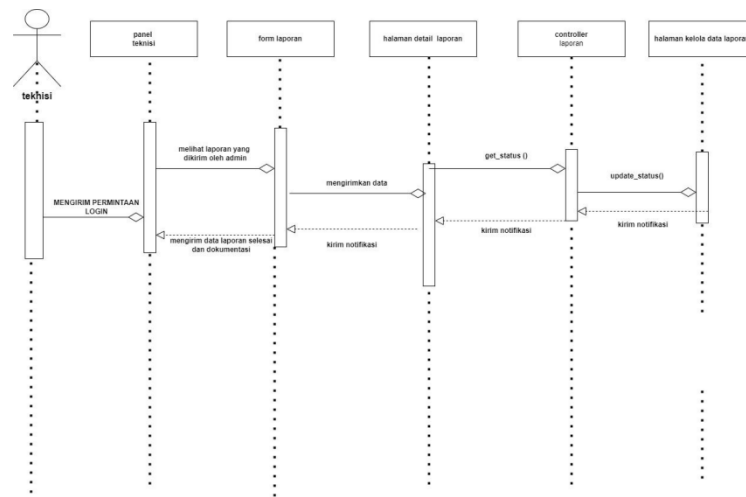 panel
teknisi
form laporan
halaman detail laporan
controller
laporan
halaman kelola data lapora
tekhisi
melihat laporan yang
dikirim oleh admin
get_status ()
mengirimkan data
update_status()
MENGIRIM PERMINTAAN
LOGIN
mengirim data laporan selesai
dan dokumentasi
kirim notifikasi
kirim notifikasi
kirim notifikasi